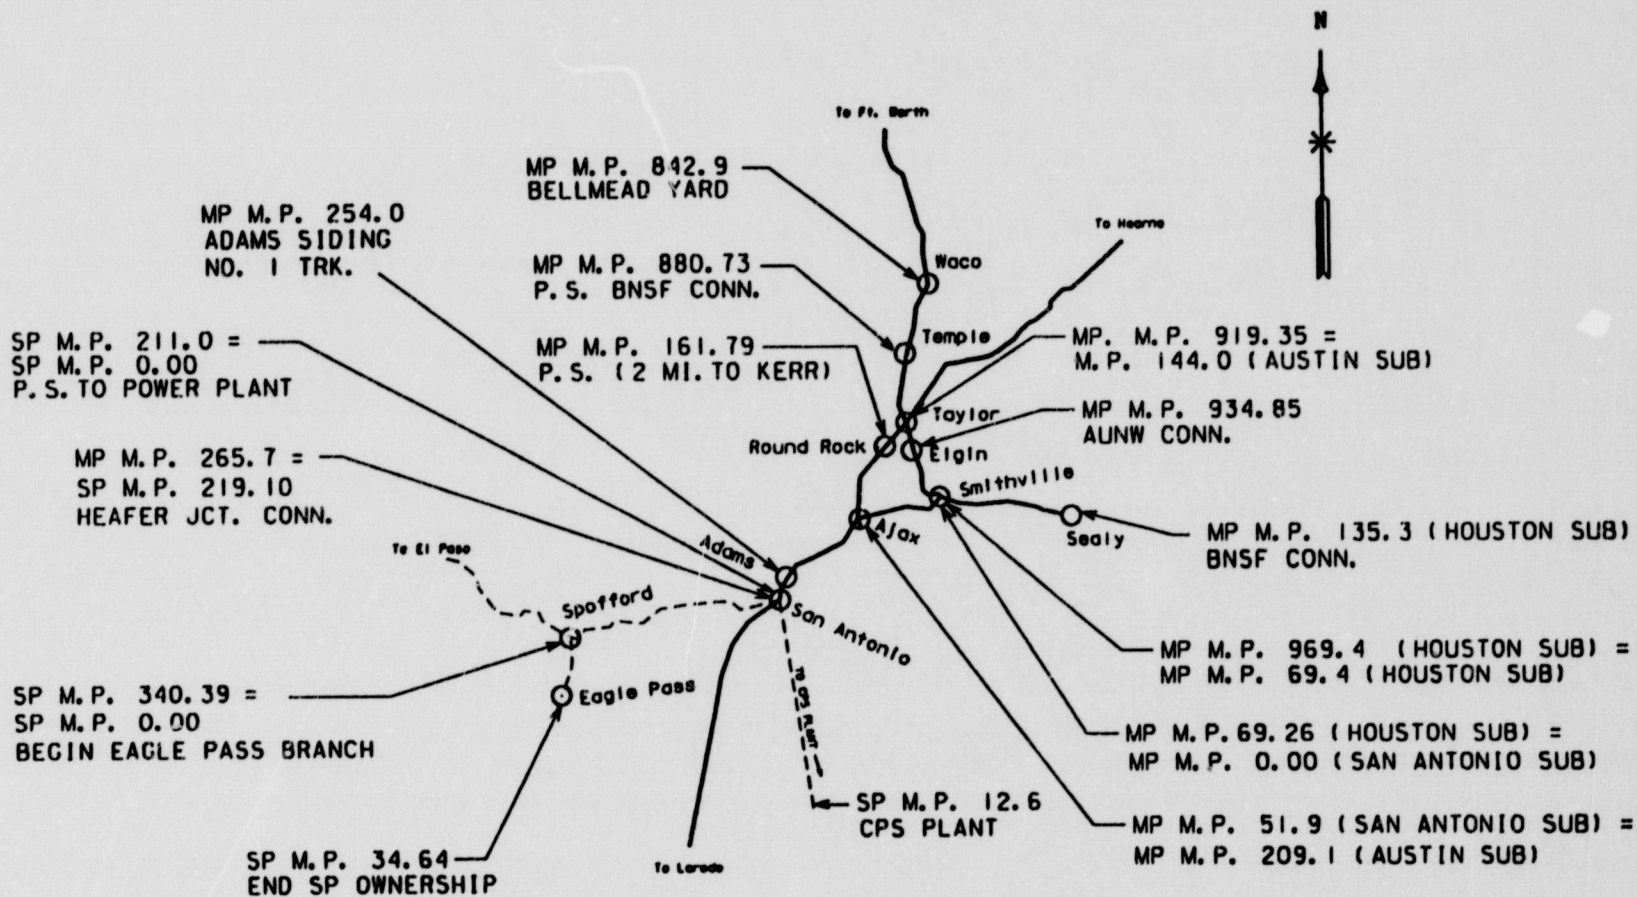 N
To Ft. Worth
MP M.P. 842.9
BELLMEAD YARD
MP M.P. 254.0
ADAMS SIDING
NO. 1 TRK.
To Hearne
Waco
MP M.P. 880.73
P.S. BNSF CONN.
SP M.P. 211.0 =
SP M.P. 0.00
P.S. TO POWER PLANT
Temple
MP M.P. 161.79
P.S. (2 MI. TO KERR)
MP. M.P. 919.35 =
M.P. 144.0 (AUSTIN SUB)
Taylor
MP M.P. 934.85
AUNW CONN.
Round Rock
Elgin
MP M.P. 265.7 =
SP M.P. 219.10
HEAFER JCT. CONN.
Smithville
Ajax
Sealy
MP M.P. 135.3 (HOUSTON SUB)
BNSF CONN.
To El Paso
Adams
Spofford
San Antonio
MP M.P. 969.4 (HOUSTON SUB) =
MP M.P. 69.4 (HOUSTON SUB)
SP M.P. 340.39 =
SP M.P. 0.00
BEGIN EAGLE PASS BRANCH
Eagle Pass
TO CPS PLANT
MP M.P. 69.26 (HOUSTON SUB) =
MP M.P. 0.00 (SAN ANTONIO SUB)
SP M.P. 12.6
CPS PLANT
MP M.P. 51.9 (SAN ANTONIO SUB) =
MP M.P. 209.1 (AUSTIN SUB)
SP M.P. 34.64
END SP OWNERSHIP
To Laredo